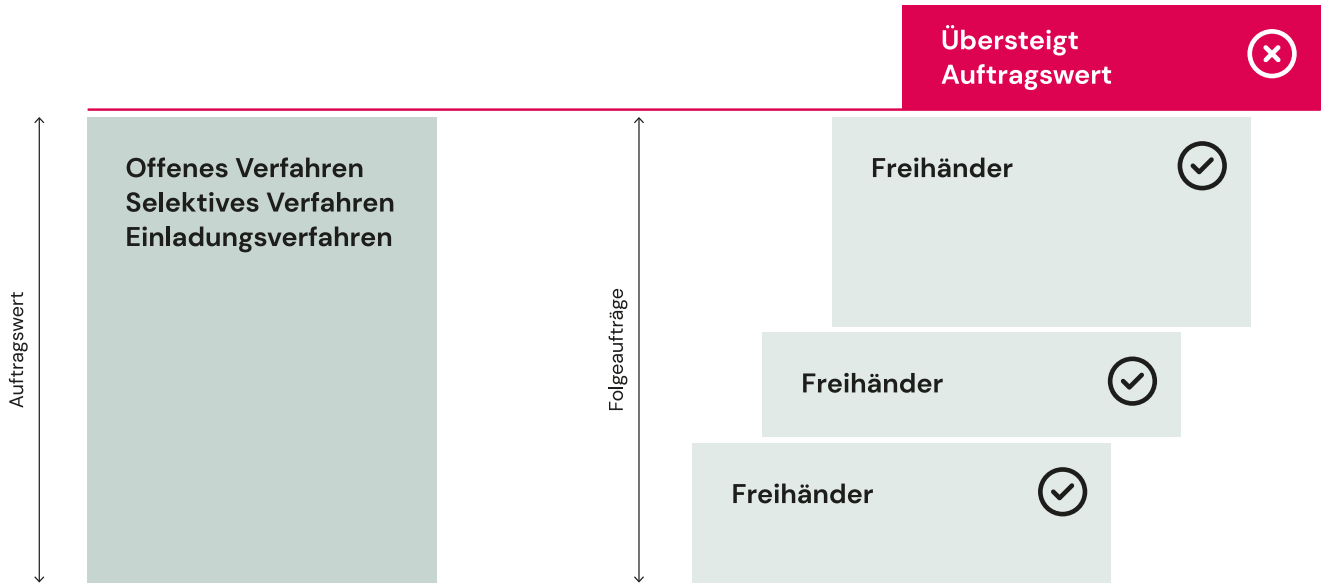 Übersteigt
Auftragswert
Auftragswert
Offenes Verfahren
Selektives Verfahren
Einladungsverfahren
Folgeaufträge
Freihänder
Freihänder
Freihänder